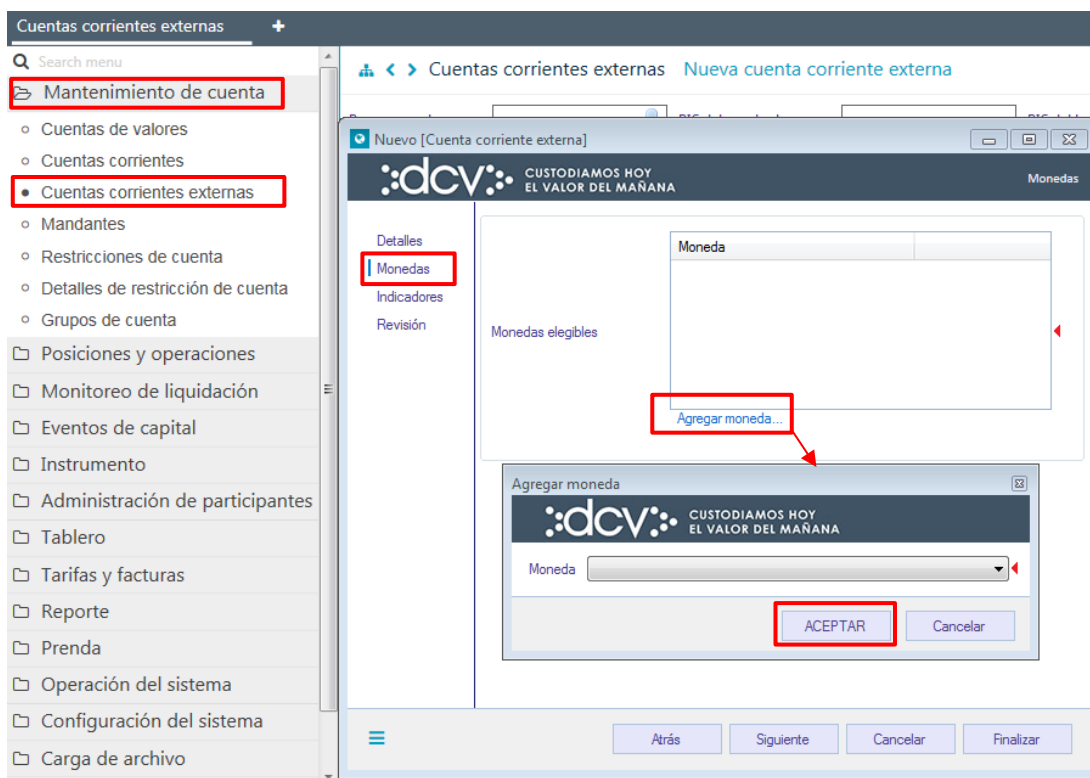 Cuentas corrientes externas +
Search menu
Mantenimiento de cuenta
Cuentas de valores
Cuentas corrientes
Cuentas corrientes externas
Mandantes
Restricciones de cuenta
Detalles de restricción de cuenta
Grupos de cuenta
Posiciones y operaciones
Monitoreo de liquidación
Eventos de capital
Instrumento
Administración de participantes
Tablero
Tarifas y facturas
Reporte
Prenda
Operación del sistema
Configuración del sistema
Carga de archivo
Cuentas corrientes externas Nueva cuenta corriente externa
Nuevo [Cuenta corriente externa]
dcv CUSTODIAMOS HOY
EL VALOR DEL MAÑANA
Monedas
Detalles
Monedas
Indicadores
Revisión
Moneda
Monedas elegibles
Agregar moneda...
Agregar moneda
dcv CUSTODIAMOS HOY
EL VALOR DEL MAÑANA
Moneda
ACEPTAR Cancelar
Atrás Siguiente Cancelar Finalizar